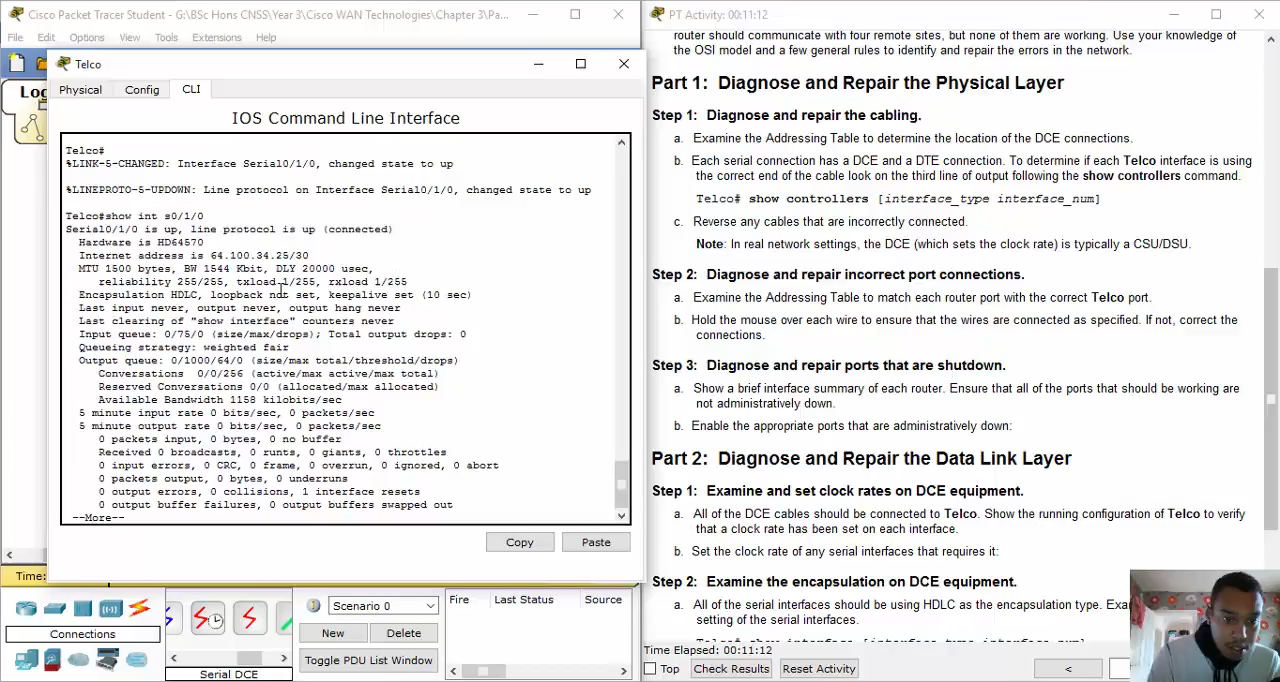 Cisco Packet Tracer Student - G:\BSc Hons CNSS\Year 3\Cisco WAN Technologies\Chapter 3\Pa...
File Edit Options View Tools Extensions Help
Telco
Physical Config CLI
IOS Command Line Interface
Telco#
%LINK-5-CHANGED: Interface Serial0/1/0, changed state to up
%LINEPROTO-5-UPDOWN: Line protocol on Interface Serial0/1/0, changed state to up
Telco#show int s0/1/0
Serial0/1/0 is up, line protocol is up (connected)
Hardware is HD64570
Internet address is 64.100.34.25/30
MTU 1500 bytes, BW 1544 Kbit, DLY 20000 usec,
reliability 255/255, txload 1/255, rxload 1/255
Encapsulation HDLC, loopback not set, keepalive set (10 sec)
Last input never, output never, output hang never
Last clearing of "show interface" counters never
Input queue: 0/75/0 (size/max/drops); Total output drops: 0
Queueing strategy: weighted fair
Output queue: 0/1000/64/0 (size/max total/threshold/drops)
Conversations 0/0/256 (active/max active/max total)
Reserved Conversations 0/0 (allocated/max allocated)
Available Bandwidth 1158 kilobits/sec
5 minute input rate 0 bits/sec, 0 packets/sec
5 minute output rate 0 bits/sec, 0 packets/sec
0 packets input, 0 bytes, 0 no buffer
Received 0 broadcasts, 0 runts, 0 giants, 0 throttles
0 input errors, 0 CRC, 0 frame, 0 overrun, 0 ignored, 0 abort
0 packets output, 0 bytes, 0 underruns
0 output errors, 0 collisions, 1 interface resets
0 output buffer failures, 0 output buffers swapped out
--More--
Copy Paste
Time:
Connections
Serial DCE
Scenario 0
New Delete
Toggle PDU List Window
Fire Last Status Source
PT Activity: 00:11:12
router should communicate with four remote sites, but none of them are working. Use your knowledge of
the OSI model and a few general rules to identify and repair the errors in the network.
Part 1: Diagnose and Repair the Physical Layer
Step 1: Diagnose and repair the cabling.
a. Examine the Addressing Table to determine the location of the DCE connections.
b. Each serial connection has a DCE and a DTE connection. To determine if each Telco interface is using
the correct end of the cable look on the third line of output following the show controllers command.
Telco# show controllers [interface_type interface_num]
c. Reverse any cables that are incorrectly connected.
Note: In real network settings, the DCE (which sets the clock rate) is typically a CSU/DSU.
Step 2: Diagnose and repair incorrect port connections.
a. Examine the Addressing Table to match each router port with the correct Telco port.
b. Hold the mouse over each wire to ensure that the wires are connected as specified. If not, correct the
connections.
Step 3: Diagnose and repair ports that are shutdown.
a. Show a brief interface summary of each router. Ensure that all of the ports that should be working are
not administratively down.
b. Enable the appropriate ports that are administratively down:
Part 2: Diagnose and Repair the Data Link Layer
Step 1: Examine and set clock rates on DCE equipment.
a. All of the DCE cables should be connected to Telco. Show the running configuration of Telco to verify
that a clock rate has been set on each interface.
b. Set the clock rate of any serial interfaces that requires it:
Step 2: Examine the encapsulation on DCE equipment.
a. All of the serial interfaces should be using HDLC as the encapsulation type. Exa
setting of the serial interfaces.
Time Elapsed: 00:11:12
Top Check Results Reset Activity <